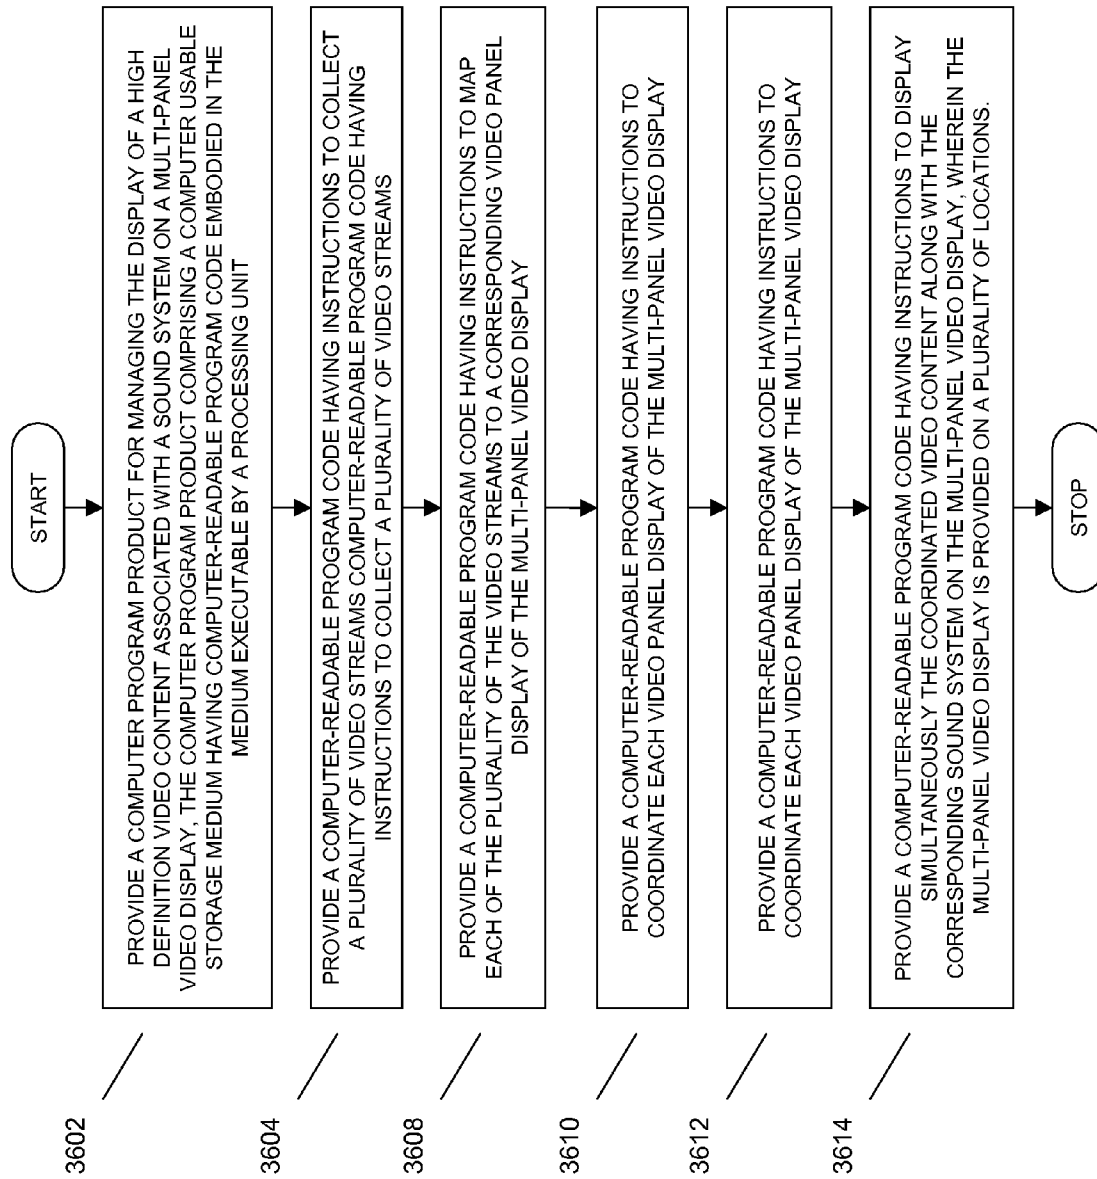 START
3602
PROVIDE A COMPUTER PROGRAM PRODUCT FOR MANAGING THE DISPLAY OF A HIGH
DEFINITION VIDEO CONTENT ASSOCIATED WITH A SOUND SYSTEM ON A MULTI-PANEL
VIDEO DISPLAY, THE COMPUTER PROGRAM PRODUCT COMPRISING A COMPUTER USABLE
STORAGE MEDIUM HAVING COMPUTER-READABLE PROGRAM CODE EMBODIED IN THE
MEDIUM EXECUTABLE BY A PROCESSING UNIT
3604
PROVIDE A COMPUTER-READABLE PROGRAM CODE HAVING INSTRUCTIONS TO COLLECT
A PLURALITY OF VIDEO STREAMS COMPUTER-READABLE PROGRAM CODE HAVING
INSTRUCTIONS TO COLLECT A PLURALITY OF VIDEO STREAMS
3608
PROVIDE A COMPUTER-READABLE PROGRAM CODE HAVING INSTRUCTIONS TO MAP
EACH OF THE PLURALITY OF THE VIDEO STREAMS TO A CORRESPONDING VIDEO PANEL
DISPLAY OF THE MULTI-PANEL VIDEO DISPLAY
3610
PROVIDE A COMPUTER-READABLE PROGRAM CODE HAVING INSTRUCTIONS TO
COORDINATE EACH VIDEO PANEL DISPLAY OF THE MULTI-PANEL VIDEO DISPLAY
3612
PROVIDE A COMPUTER-READABLE PROGRAM CODE HAVING INSTRUCTIONS TO
COORDINATE EACH VIDEO PANEL DISPLAY OF THE MULTI-PANEL VIDEO DISPLAY
3614
PROVIDE A COMPUTER-READABLE PROGRAM CODE HAVING INSTRUCTIONS TO DISPLAY
SIMULTANEOUSLY THE COORDINATED VIDEO CONTENT ALONG WITH THE
CORRESPONDING SOUND SYSTEM ON THE MULTI-PANEL VIDEO DISPLAY, WHEREIN THE
MULTI-PANEL VIDEO DISPLAY IS PROVIDED ON A PLURALITY OF LOCATIONS.
STOP